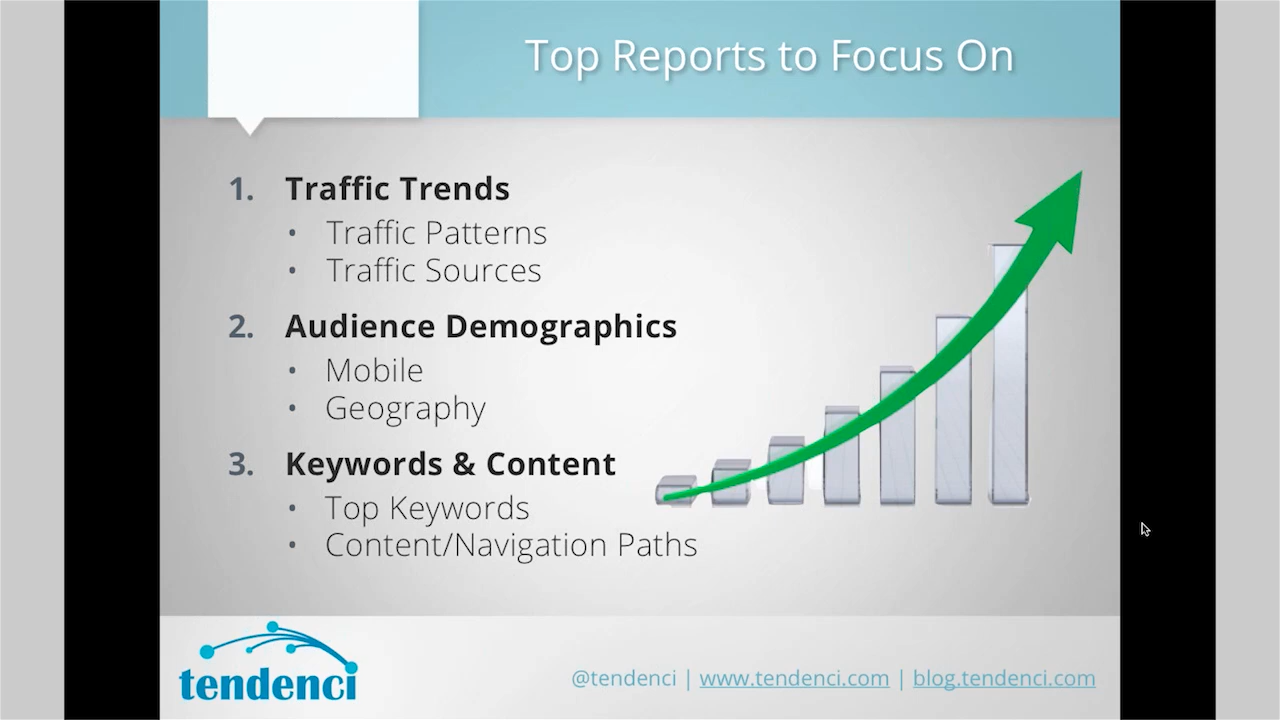 Top Reports to Focus On
1. Traffic Trends
• Traffic Patterns
• Traffic Sources
2. Audience Demographics
• Mobile
• Geography
3. Keywords & Content
• Top Keywords
• Content/Navigation Paths
tendenci
@tendenci | www.tendenci.com | blog.tendenci.com